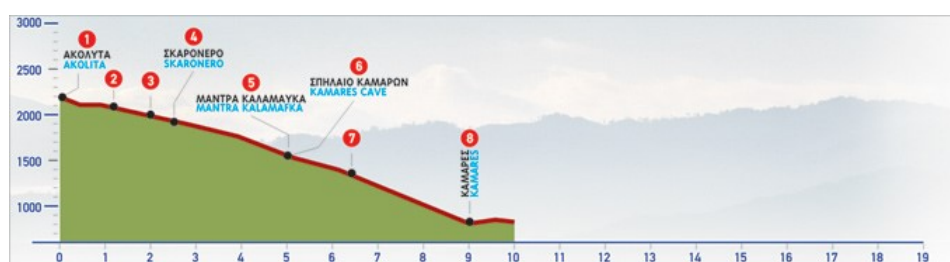 3000
2500
2000
1500
1000
1
ΑΚΟΛΥΤΑ
AKOLITA
2
3
4
ΣΚΑΡΟΝΕΡΟ
SKARONERO
5
ΜΑΝΤΡΑ ΚΑΛΑΜΑΥΚΑ
MANTRA KALAMAFKA
6
ΣΠΗΛΑΙΟ ΚΑΜΑΡΩΝ
KAMARES CAVE
7
8
ΚΑΜΑΡΕΣ
KAMARES
0 1 2 3 4 5 6 7 8 9 10 11 12 13 14 15 16 17 18 19